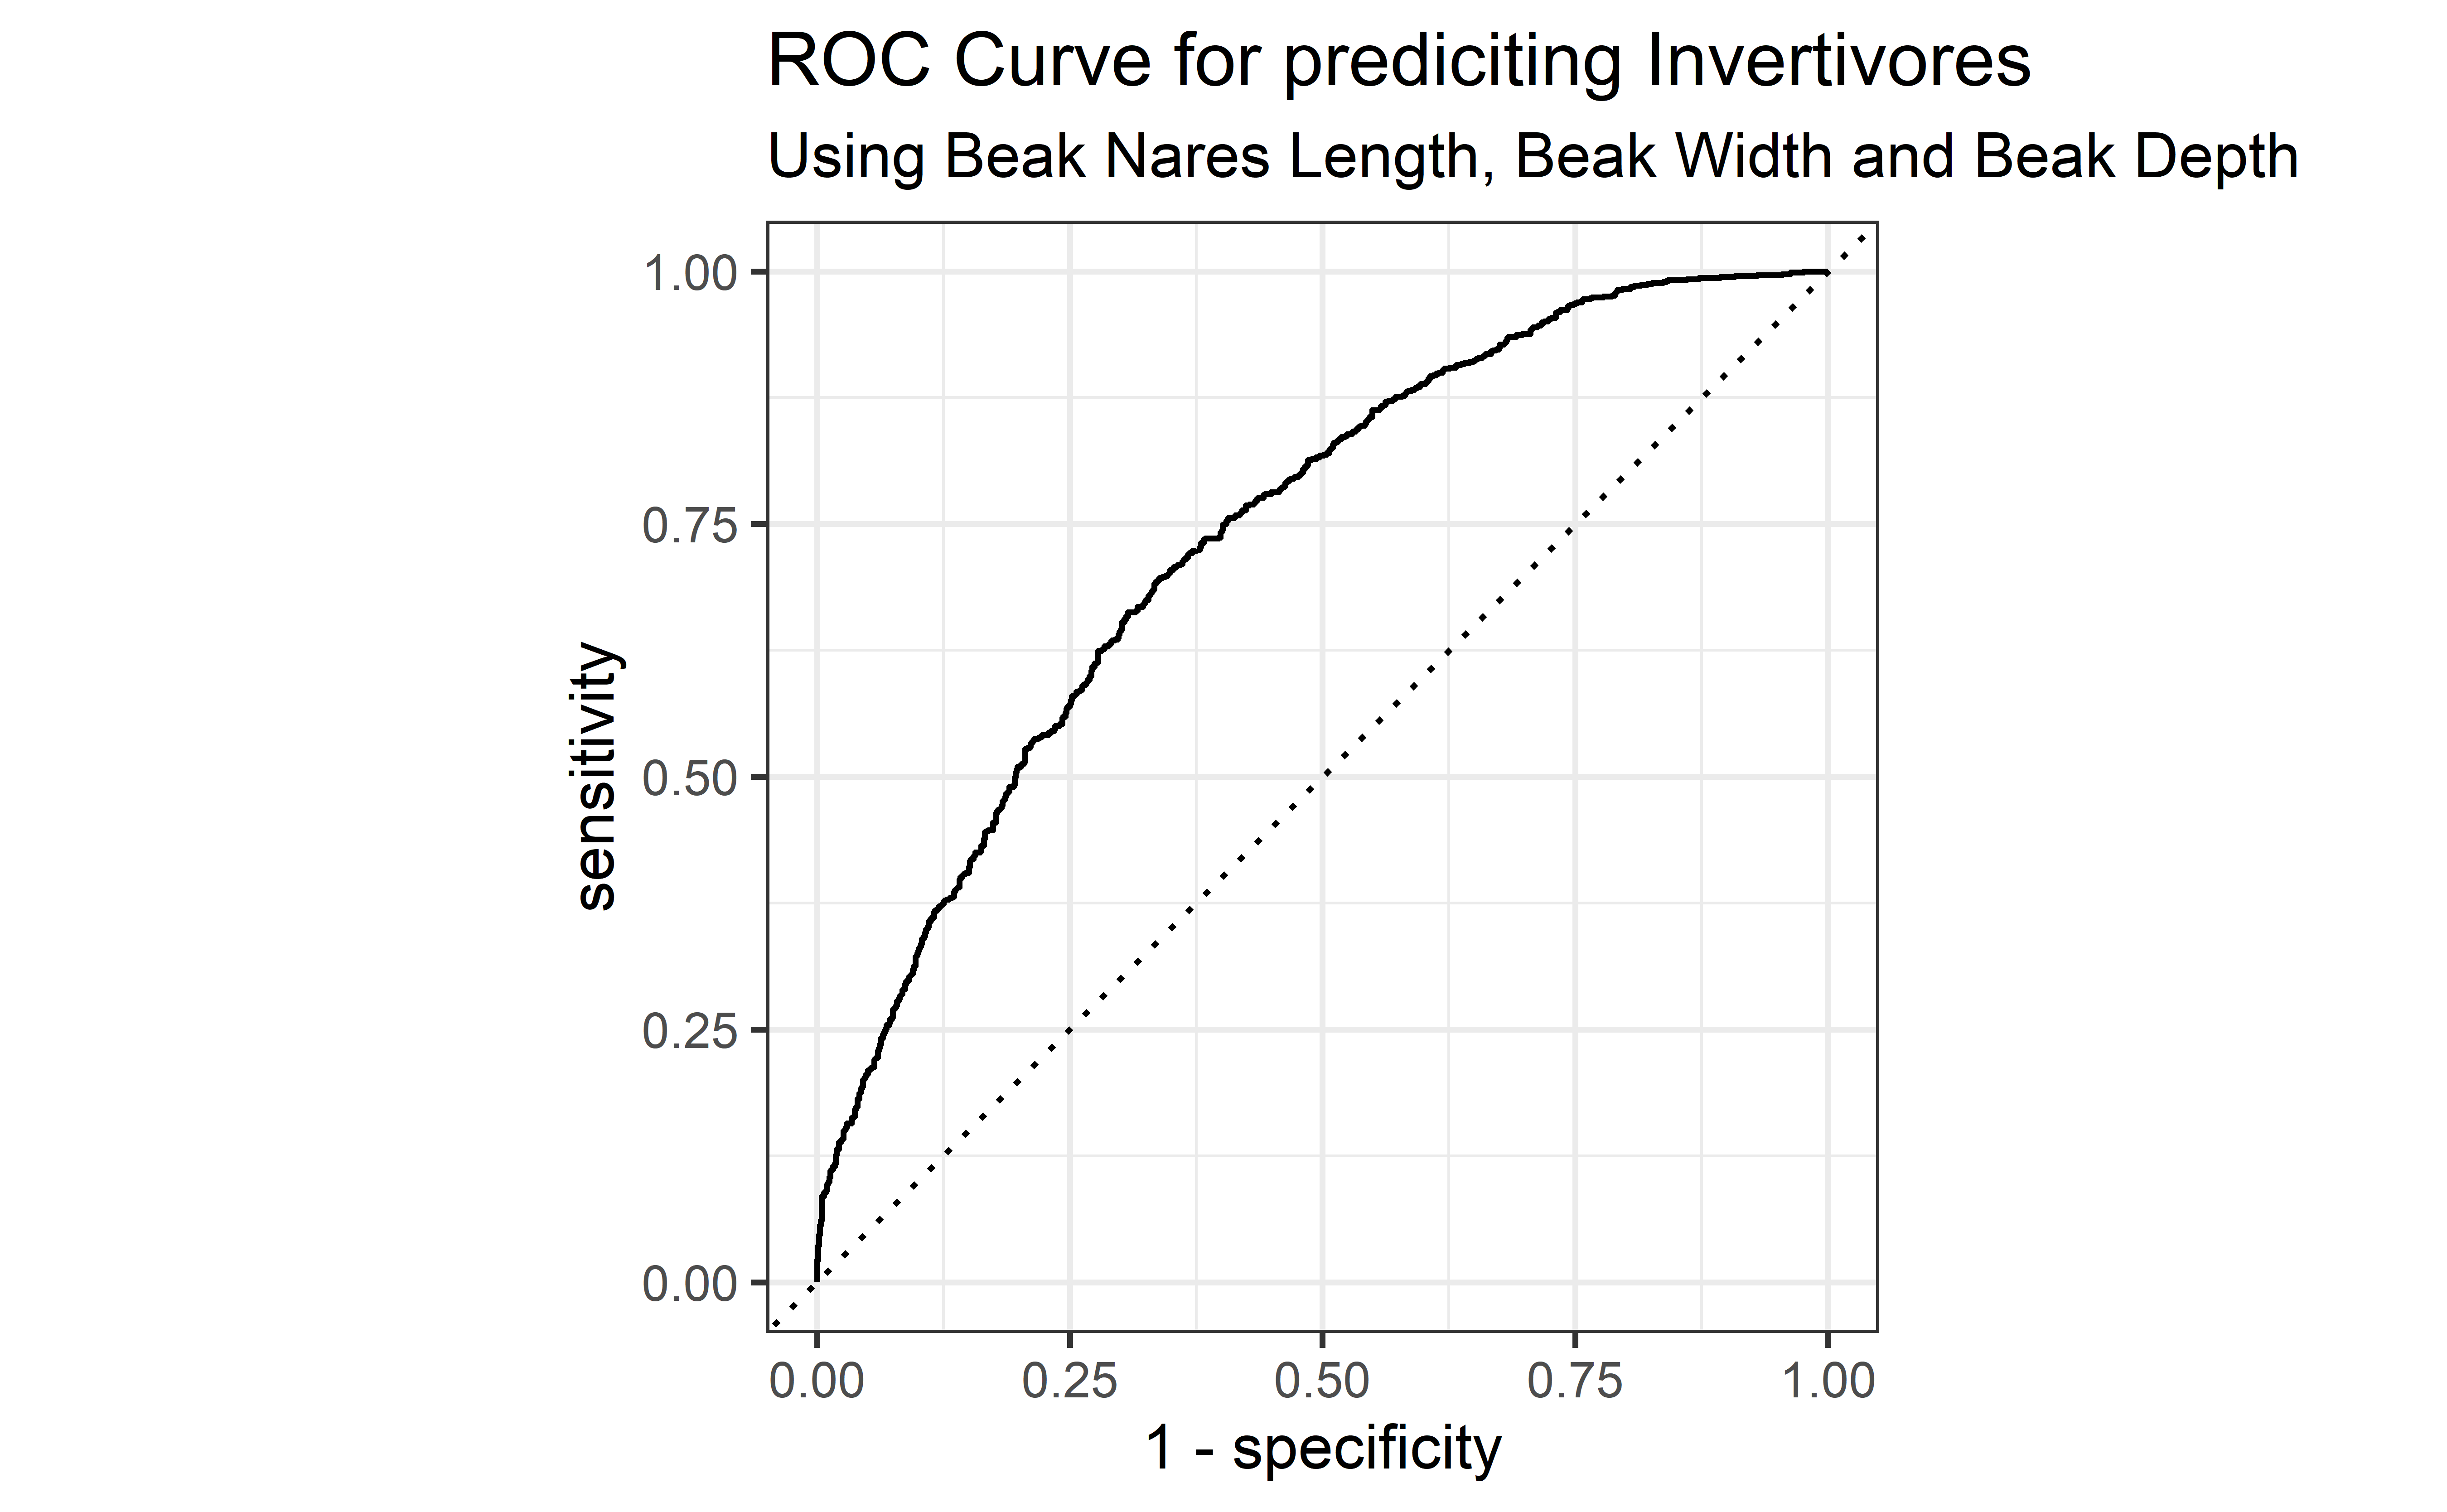 ROC Curve for prediciting Invertivores
Using Beak Nares Length, Beak Width and Beak Depth
1.00
0.75
0.50
0.25
0.00
sensitivity
0.00 0.25 0.50 0.75 1.00
1 - specificity